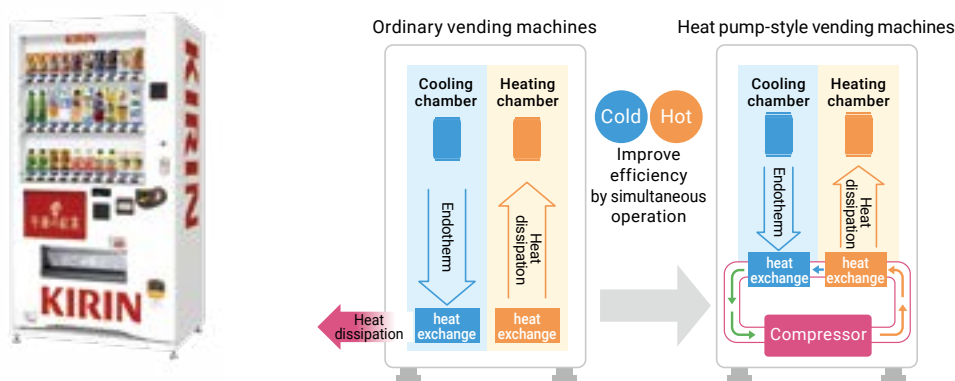 KIRIN
KIRIN
KIRIN
Ordinary vending machines
Cooling
chamber
Heating
chamber
Endotherm
Heat
dissipation
heat
exchange
heat
exchange
Heat
dissipation
Cold
Hot
Improve
efficiency
by simultaneous
operation
Heat pump-style vending machines
Cooling
chamber
Heating
chamber
Endotherm
Heat
dissipation
heat
exchange
heat
exchange
Compressor